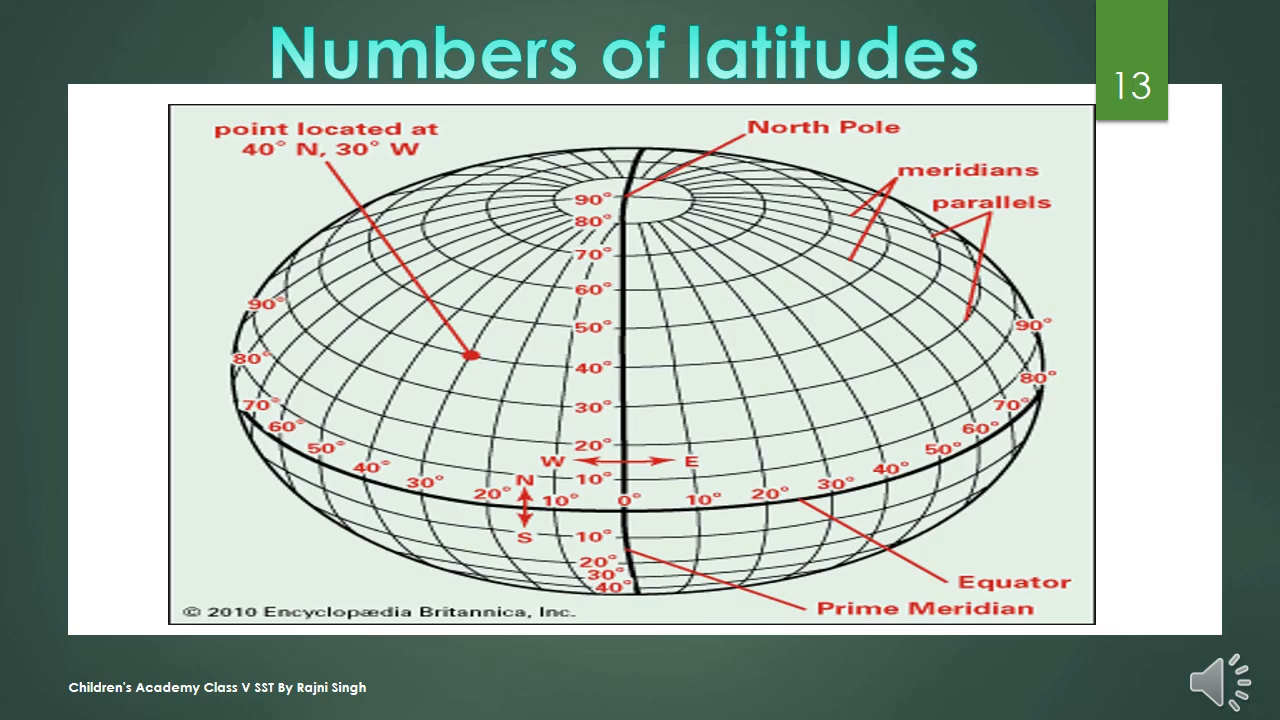 Numbers of latitudes
13
point located at
40° N, 30° W
North Pole
meridians
parallels
90°
80°
70°
60°
50°
40°
30°
20°
10°
90°
80°
70°
60°
50°
40°
30°
20°
10°
0°
10°
20°
30°
40°
50°
60°
70°
80°
90°
W E
N
S
10°
20°
30°
40°
Equator
Prime Meridian
© 2010 Encyclopædia Britannica, Inc.
Children's Academy Class V SST By Rajni Singh